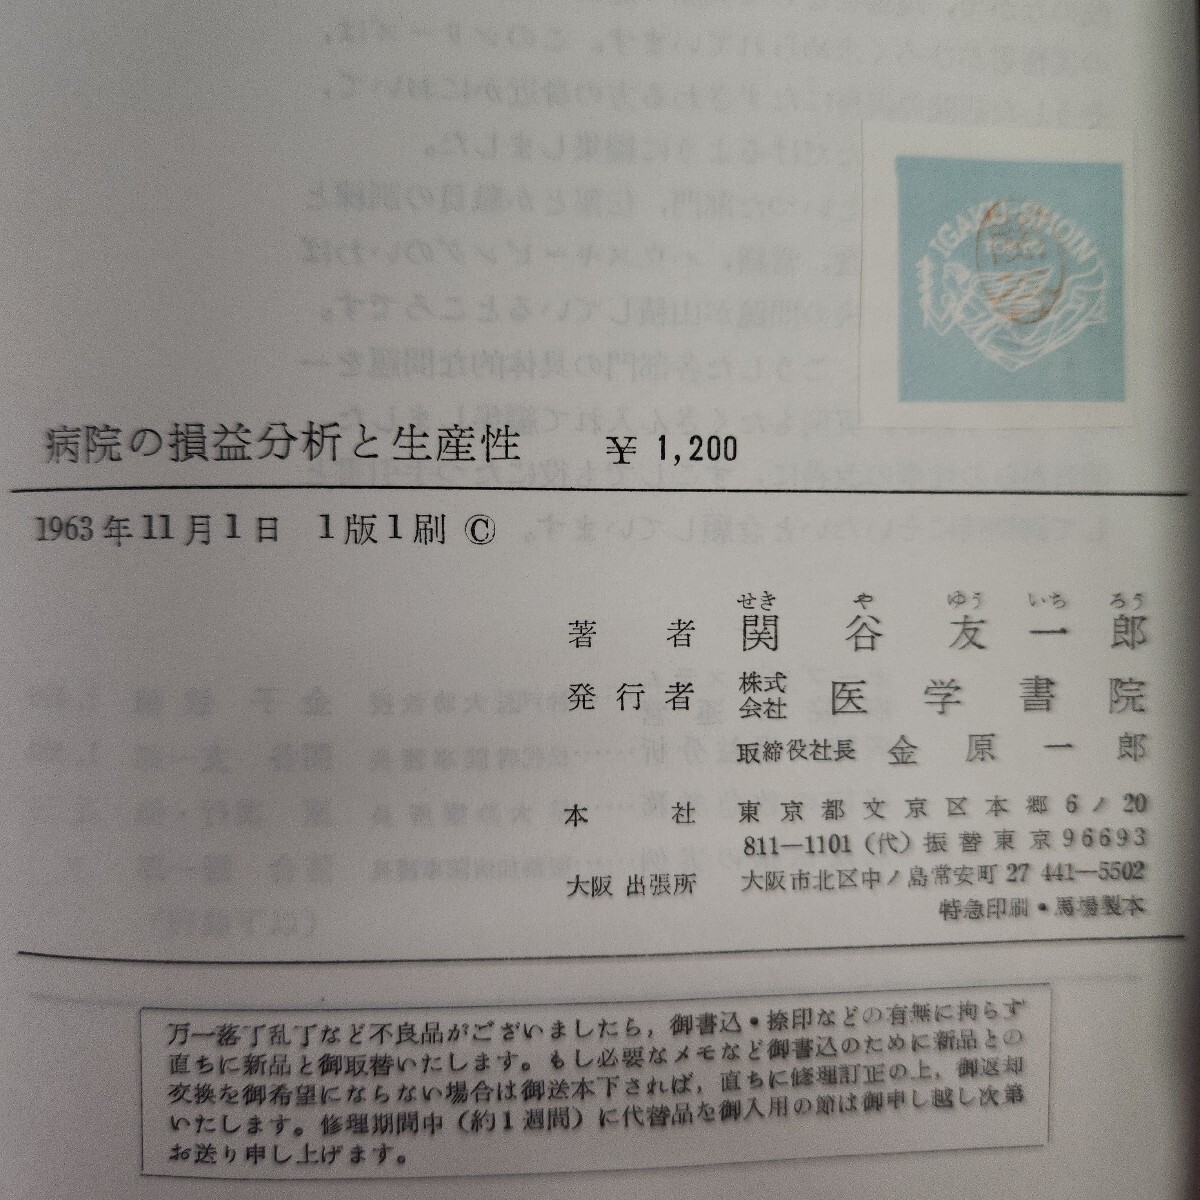 IGAKU-SHOIN
病院の損益分析と生産性 ¥ 1,200
1963年11月1日 1版1刷 ©
せき や ゆう いち ろう
著者 関谷友一郎
発行者 株式会社 医学書院
取締役社長 金原一郎
本社 東京都文京区本郷6ノ20
811—1101(代)振替東京96693
大阪出張所 大阪市北区中ノ島常安町27 441—5502
特急印刷・馬場製本
万一落丁乱丁など不良品がございましたら，御書込・捺印などの有無に拘らず
直ちに新品と御取替いたします。もし必要なメモなど御書込のために新品との
変換を御希望にならない場合は御送本下されば，直ちに修理訂正の上，御返却
いたします。修理期間中（約1週間）に代替品を御入用の節は御申し越し次第
お送り申し上げます。